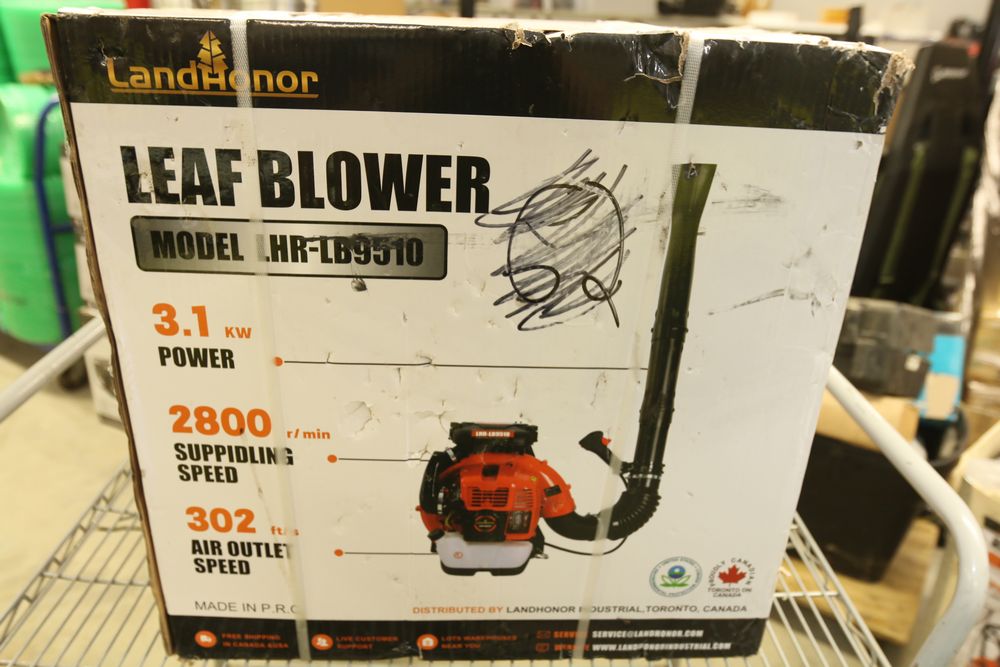 LandHonor
LEAF BLOWER
MODEL LHR-LB9510
3.1 KW
POWER
2800 r/min
SUPPIDLING
SPEED
LHR-LB9510
302 ft/s
AIR OUTLET
SPEED
PROUDLY CANADIAN
TORONTO ON
CANADA
MADE IN P.R.C
DISTRIBUTED BY LANDHONOR INDUSTRIAL,TORONTO, CANADA
FREE SHIPPING
IN CANADA &USA
LIVE CUSTOMER
SUPPORT
LOTS WAREHOUSES
NEAR YOU
SERVICE@LANDHONOR.COM
WWW.LANDHONORINDUSTRIAL.COM